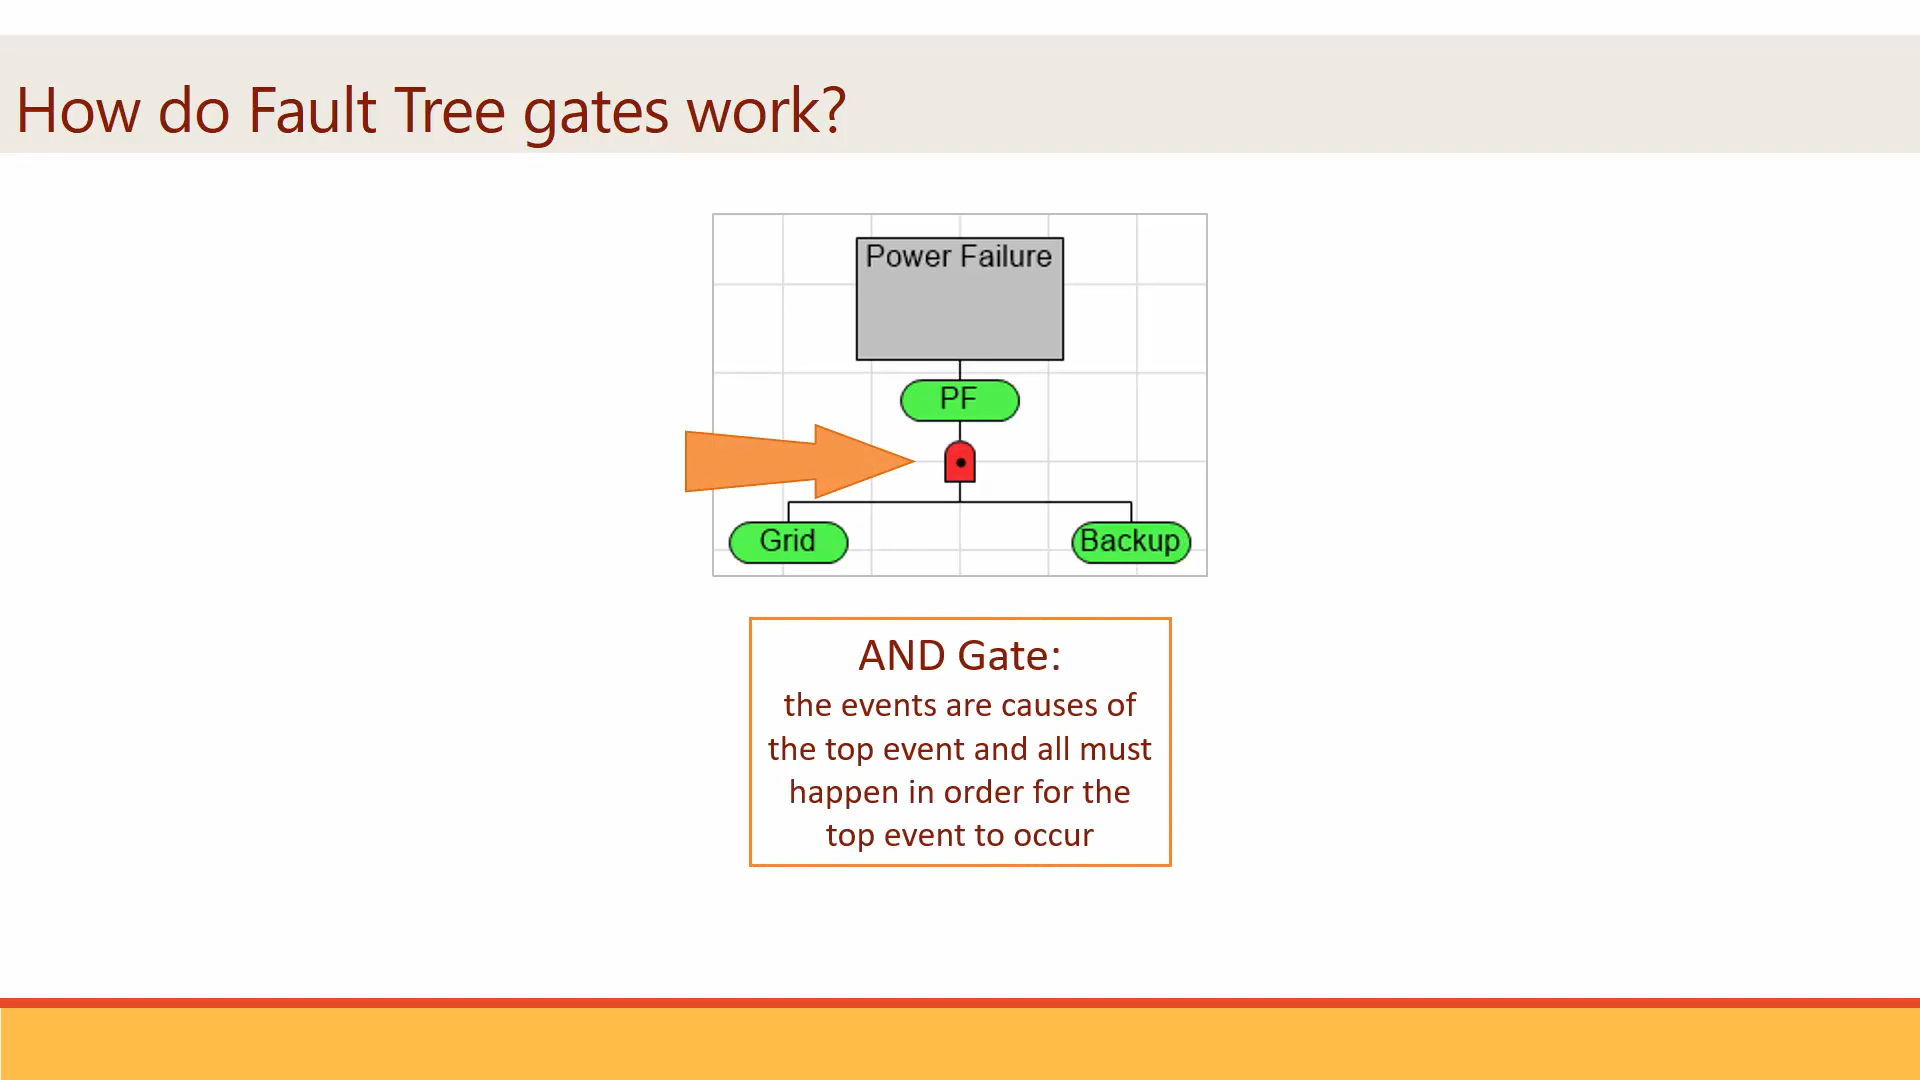 How do Fault Tree gates work?
Power Failure
PF
Grid
Backup
AND Gate:
the events are causes of
the top event and all must
happen in order for the
top event to occur